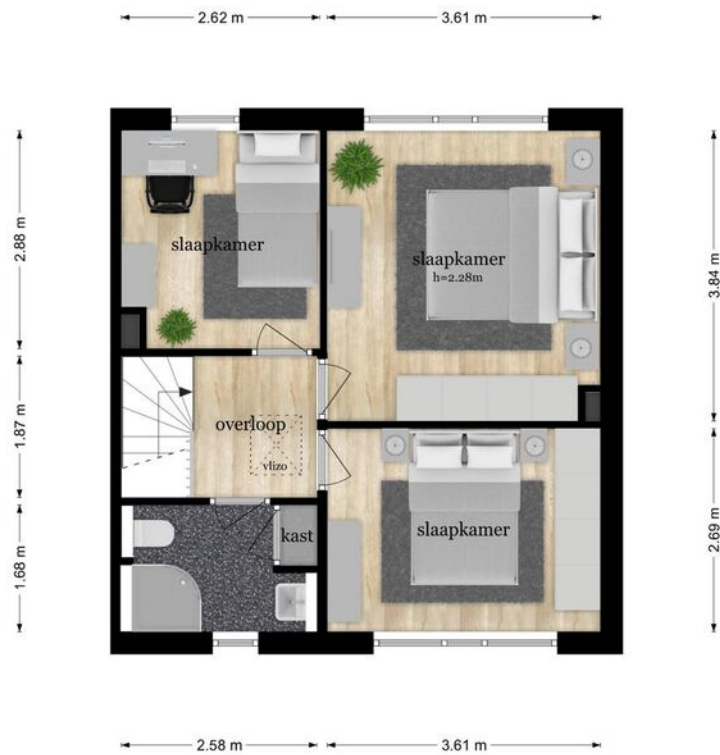 2.62 m
3.61 m
2.88 m
3.84 m
slaapkamer
slaapkamer
h=2.28m
1.87 m
overloop
vlizo
2.69 m
slaapkamer
1.68 m
kast
2.58 m
3.61 m